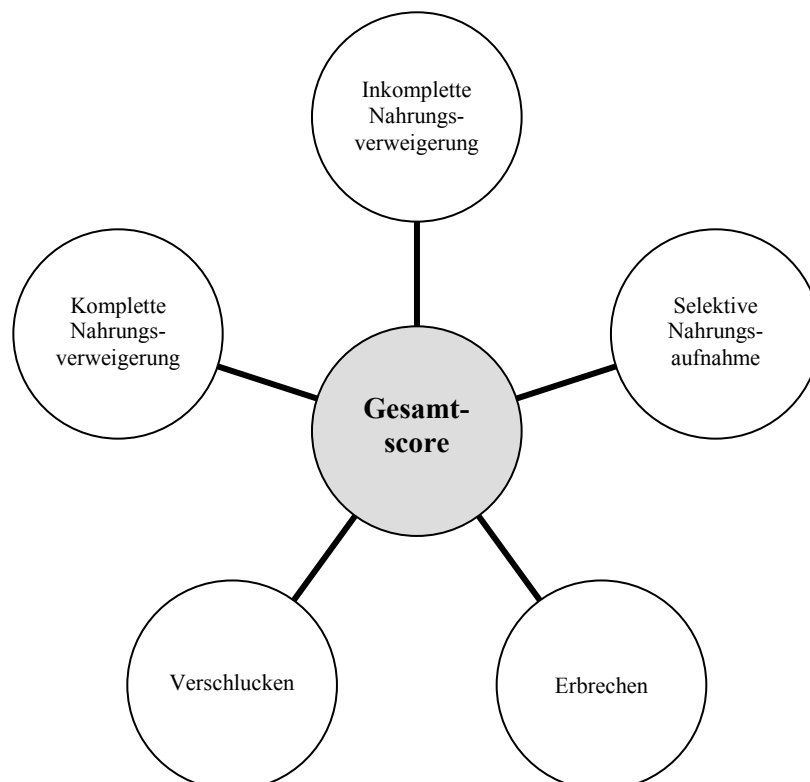 Inkomplette
Nahrungs-
verweigerung
Komplette
Nahrungs-
verweigerung
Selektive
Nahrungs-
aufnahme
Gesamt-
score
Verschlucken
Erbrechen